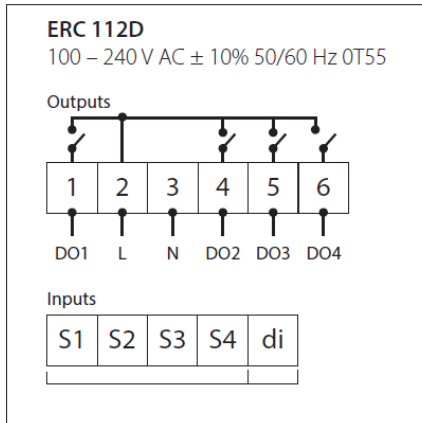 ERC 112D
100 – 240 V AC ± 10% 50/60 Hz 0T55
Outputs
1 2 3 4 5 6
DO1 L N DO2 DO3 DO4
Inputs
S1 S2 S3 S4 di